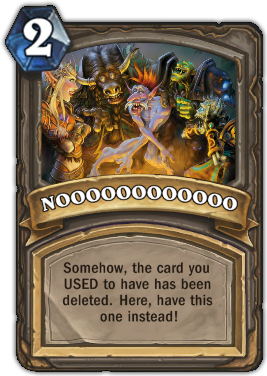 2
NOOOOOOOOOOOO
Somehow, the card you
USED to have has been
deleted. Here, have this
one instead!